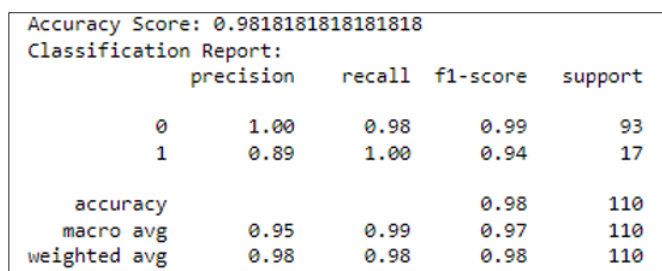 Accuracy Score: 0.9818181818181818
Classification Report:
precision recall f1-score support
0 1.00 0.98 0.99 93
1 0.89 1.00 0.94 17
accuracy 0.98 110
macro avg 0.95 0.99 0.97 110
weighted avg 0.98 0.98 0.98 110